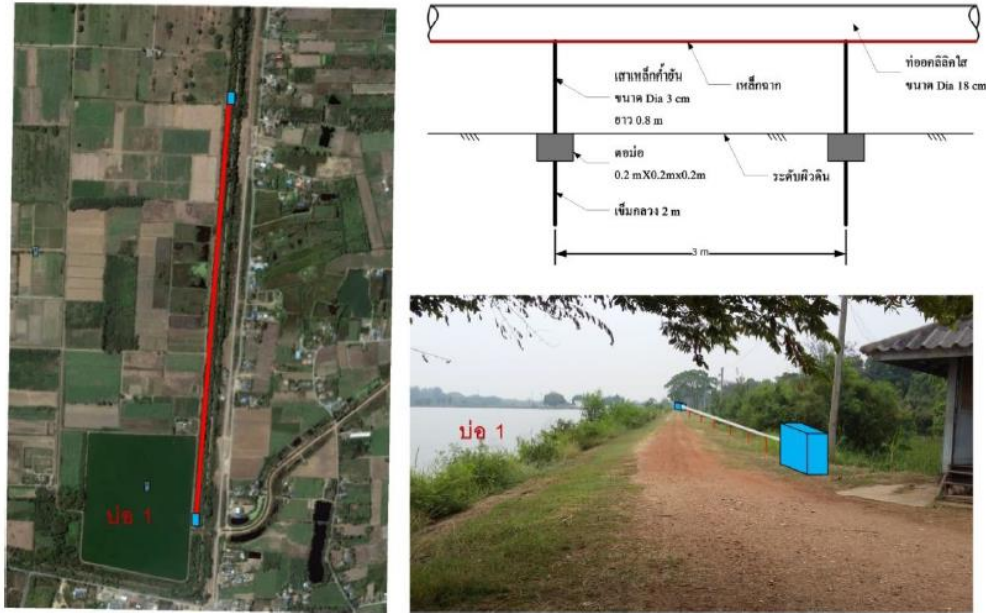 บ่อ 1
เสาเหล็กค้ำยัน
ขนาด Dia 3 cm
ยาว 0.8 m
เหล็กฉาก
ท่ออคลิลิคใส
ขนาด Dia 18 cm
ตอม่อ
0.2 mX0.2mx0.2m
ระดับผิวดิน
เข็มกลวง 2 m
3 m
บ่อ 1